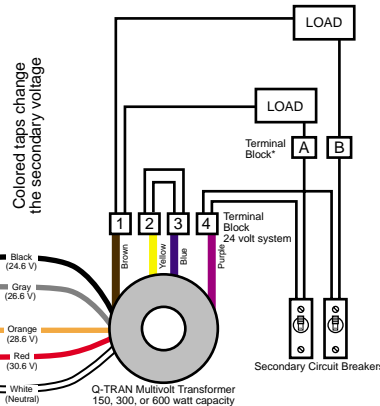 LOAD
LOAD
Colored taps change
the secondary voltage
Terminal
Block*
A
B
1
2
3
4
Terminal
Block
24 volt system
Brown
Yellow
Blue
Purple
Black
(24.6 V)
Gray
(26.6 V)
Orange
(28.6 V)
Red
(30.6 V)
White
(Neutral)
Secondary Circuit Breakers
Q-TRAN Multivolt Transformer
150, 300, or 600 watt capacity